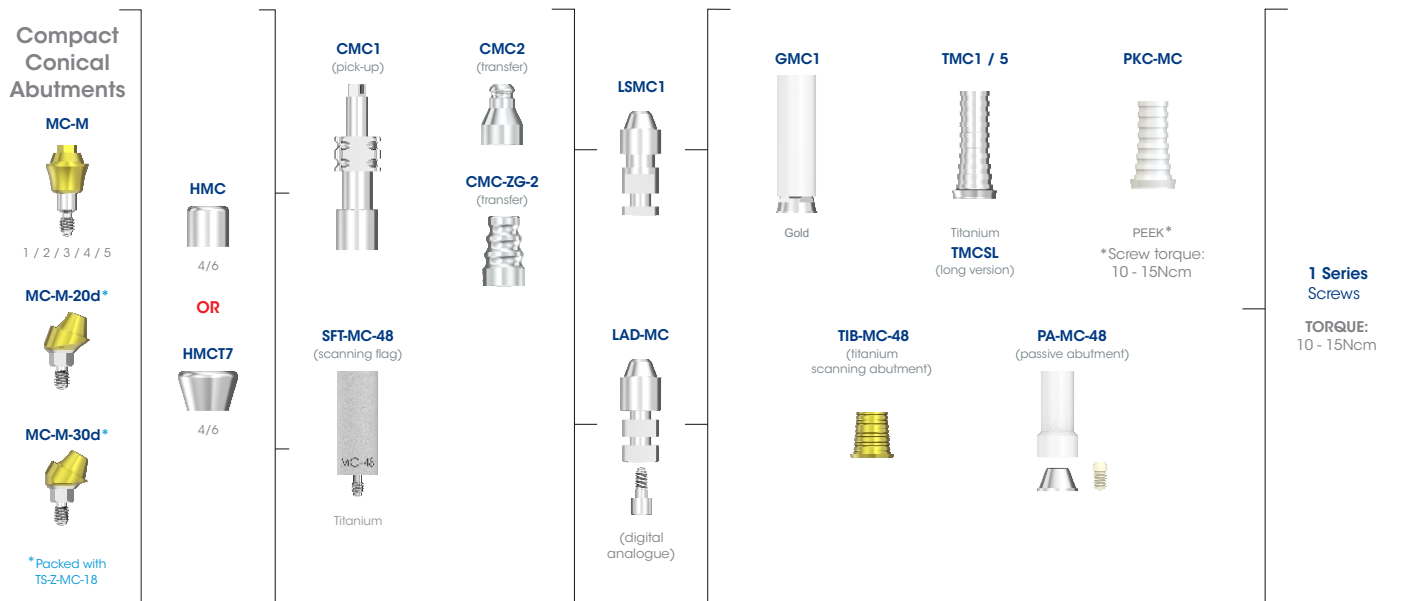 Compact
Conical
Abutments
MC-M
1 / 2 / 3 / 4 / 5
MC-M-20d*
MC-M-30d*
*Packed with
TS-Z-MC-18
HMC
4/6
OR
HMCT7
4/6
CMC1
(pick-up)
CMC2
(transfer)
CMC-ZG-2
(transfer)
SFT-MC-48
(scanning flag)
MC-48
Titanium
LSMC1
LAD-MC
(digital
analogue)
GMC1
Gold
TMC1 / 5
Titanium
TMCSL
(long version)
PKC-MC
PEEK*
*Screw torque:
10 - 15Ncm
TIB-MC-48
(titanium
scanning abutment)
PA-MC-48
(passive abutment)
1 Series
Screws
TORQUE:
10 - 15Ncm